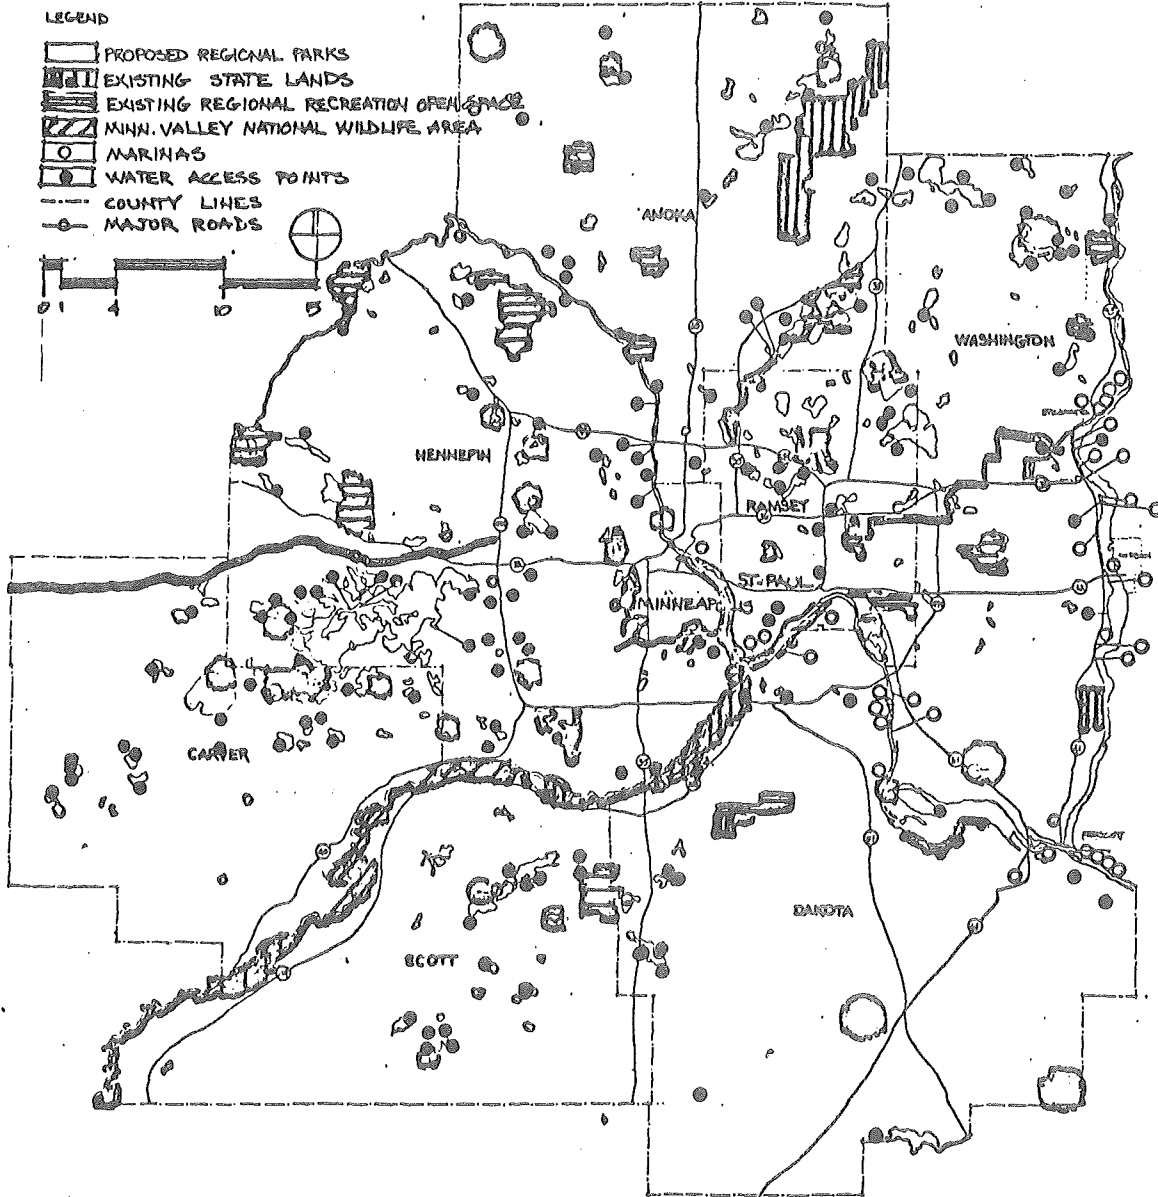 LEGEND
PROPOSED REGIONAL PARKS
EXISTING STATE LANDS
EXISTING REGIONAL RECREATION OPEN SPACE
MINN. VALLEY NATIONAL WILDLIFE AREA
MARINAS
WATER ACCESS POINTS
COUNTY LINES
MAJOR ROADS
0 1 4 10 15
ANOKA
WASHINGTON
HENNEPIN
RAMSEY
ST. PAUL
MINNEAPOLIS
CARVER
DAKOTA
SCOTT